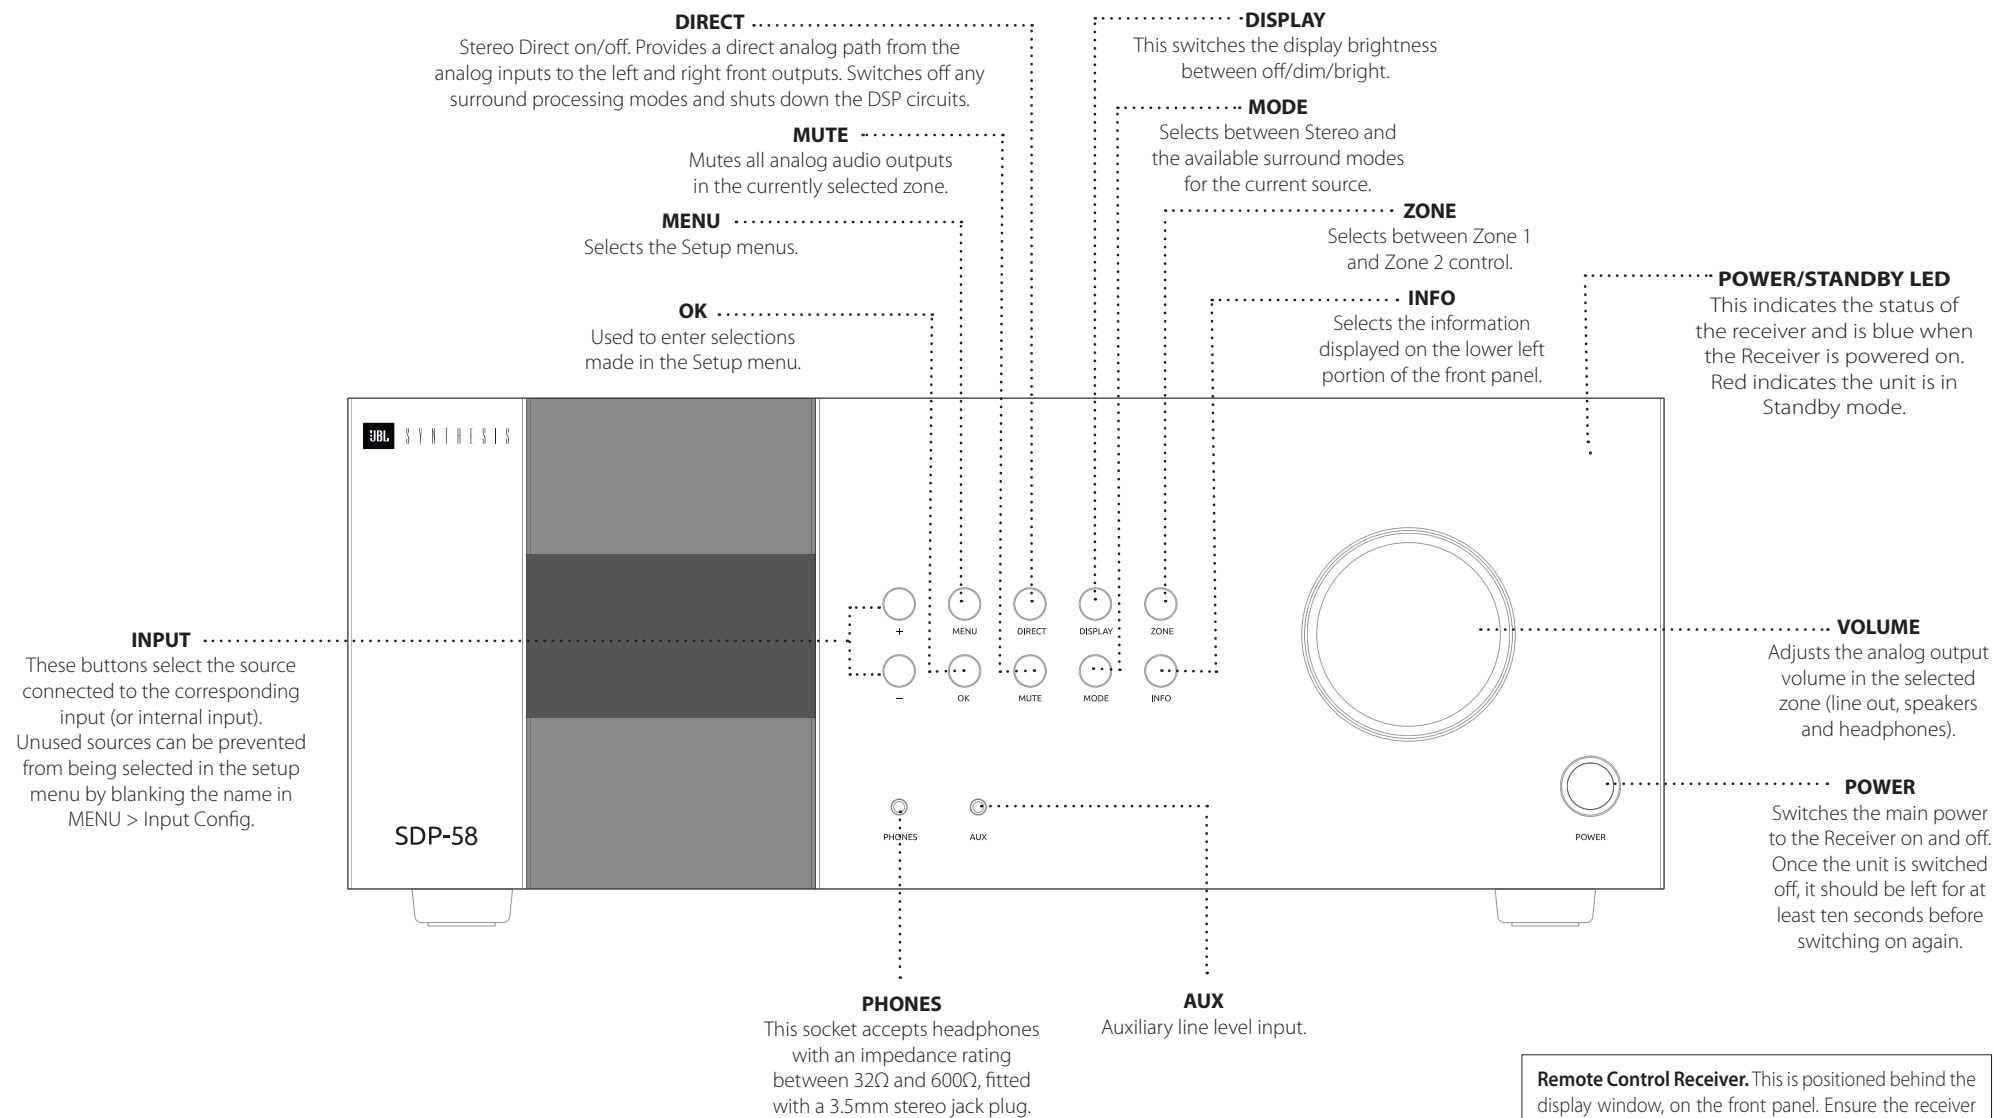 DIRECT
Stereo Direct on/off. Provides a direct analog path from the
analog inputs to the left and right front outputs. Switches off any
surround processing modes and shuts down the DSP circuits.
MUTE
Mutes all analog audio outputs
in the currently selected zone.
MENU
Selects the Setup menus.
OK
Used to enter selections
made in the Setup menu.
DISPLAY
This switches the display brightness
between off/dim/bright.
MODE
Selects between Stereo and
the available surround modes
for the current source.
ZONE
Selects between Zone 1
and Zone 2 control.
INFO
Selects the information
displayed on the lower left
portion of the front panel.
POWER/STANDBY LED
This indicates the status of
the receiver and is blue when
the Receiver is powered on.
Red indicates the unit is in
Standby mode.
JBL SYNTHESIS
INPUT
These buttons select the source
connected to the corresponding
input (or internal input).
Unused sources can be prevented
from being selected in the setup
menu by blanking the name in
MENU > Input Config.
SDP-58
+ MENU DIRECT DISPLAY ZONE
− OK MUTE MODE INFO
PHONES AUX
POWER
VOLUME
Adjusts the analog output
volume in the selected
zone (line out, speakers
and headphones).
POWER
Switches the main power
to the Receiver on and off.
Once the unit is switched
off, it should be left for at
least ten seconds before
switching on again.
PHONES
This socket accepts headphones
with an impedance rating
between 32Ω and 600Ω, fitted
with a 3.5mm stereo jack plug.
AUX
Auxiliary line level input.
Remote Control Receiver. This is positioned behind the
display window, on the front panel. Ensure the receiver